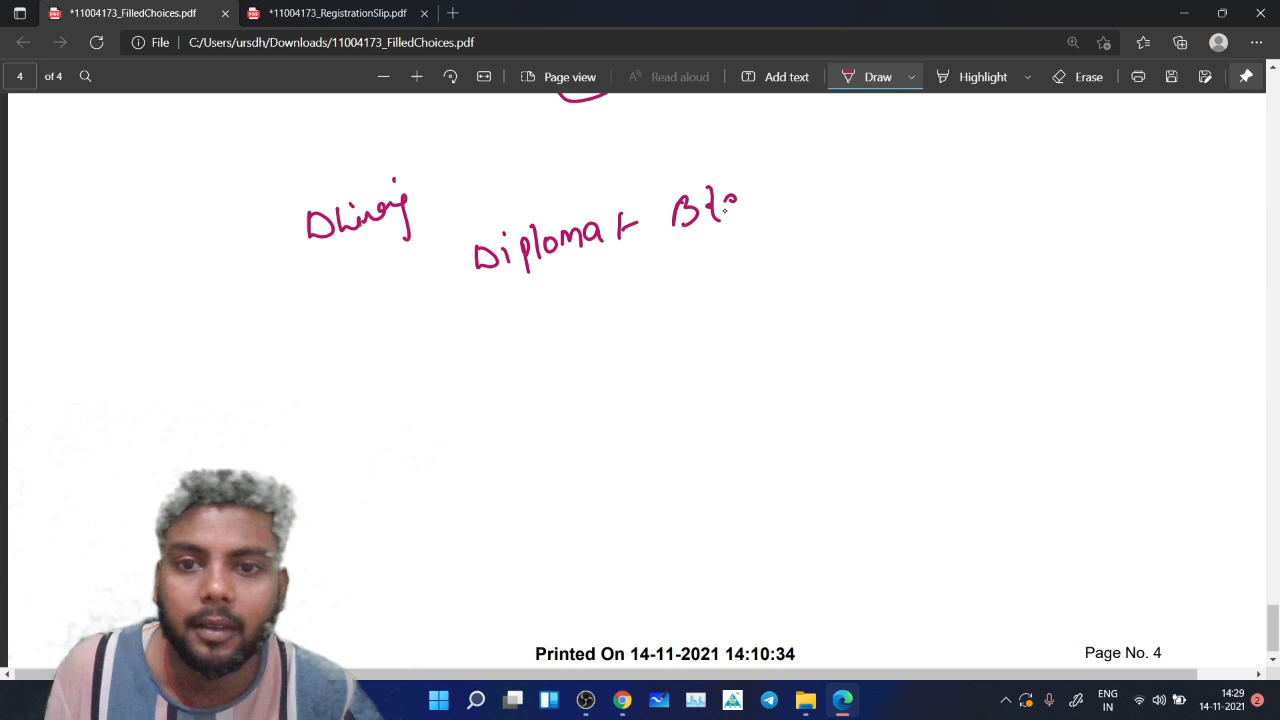 *11004173_FilledChoices.pdf
*11004173_RegistrationSlip.pdf
File C:/Users/ursdh/Downloads/11004173_FilledChoices.pdf
4 of 4 Page view Read aloud Add text Draw Highlight Erase
Dhiraj
Diploma +
Printed On 14-11-2021 14:10:34
Page No. 4
ENG
IN
14:29
14-11-2021
2